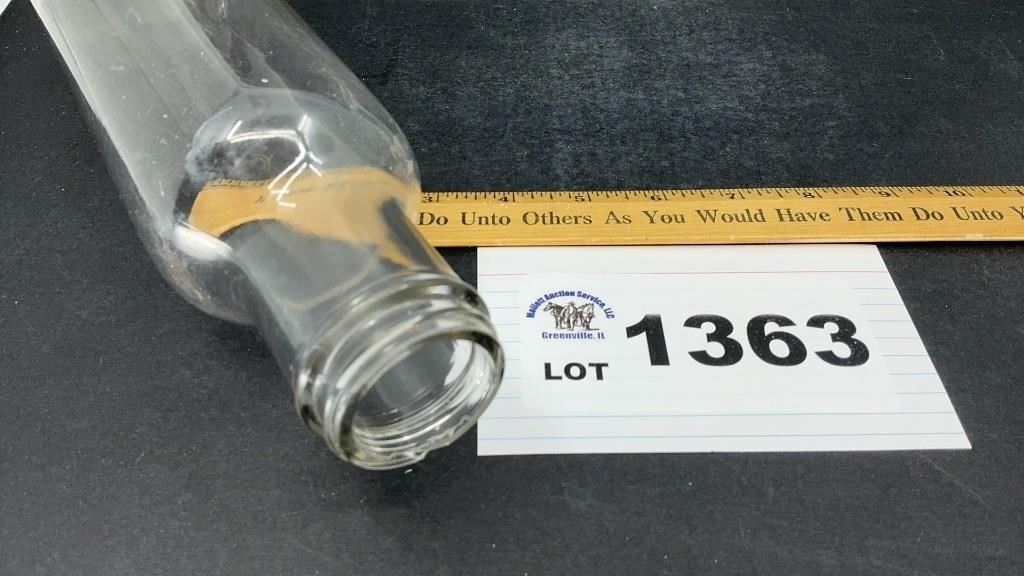 3 4 5 6 7 8 9 10
Do Unto Others As You Would Have Them Do Unto
Mollett Auction Service, LLC
Greenville, IL
LOT 1363